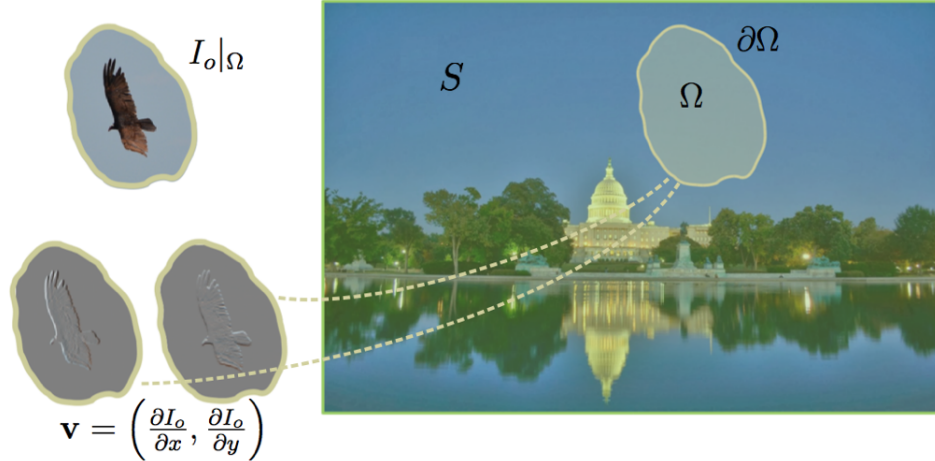 I_o|_Ω
S
∂Ω
Ω
v = (∂I_o/∂x, ∂I_o/∂y)